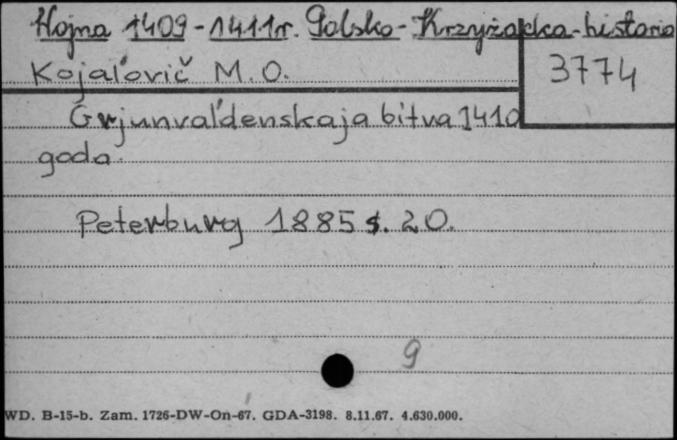 Wojna 1409-1411r. Polsko-Krzyżacka-historia
Kojalovič M. O.
3774
Grjunval'denskaja bitva 1410
goda.
Peterburg 1885 s. 20.
9
WD. B-15-b. Zam. 1726-DW-On-67. GDA-3198. 8.11.67. 4.630.000.